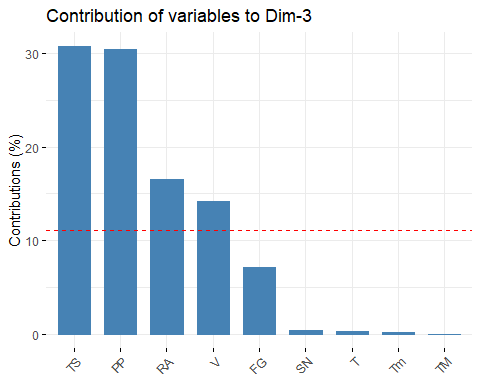 Contribution of variables to Dim-3
Contributions (%)
30
20
10
0
TS
PP
RA
V
FG
SN
T
Tm
TM